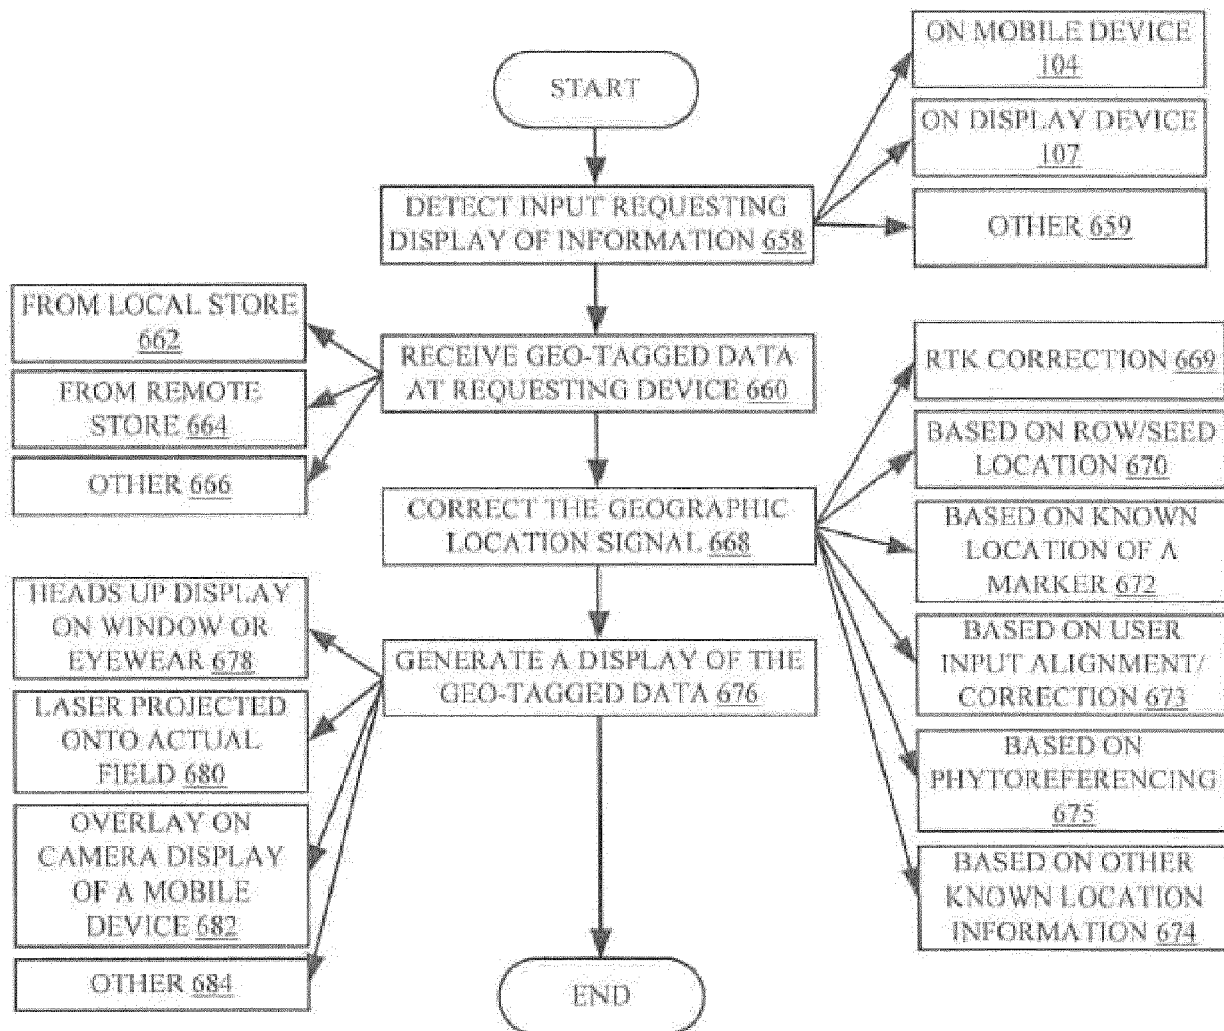 START
ON MOBILE DEVICE
104
ON DISPLAY DEVICE
107
OTHER 659
DETECT INPUT REQUESTING
DISPLAY OF INFORMATION 658
FROM LOCAL STORE
662
FROM REMOTE
STORE 664
OTHER 666
RECEIVE GEO-TAGGED DATA
AT REQUESTING DEVICE 660
RTK CORRECTION 669
BASED ON ROW/SEED
LOCATION 670
BASED ON KNOWN
LOCATION OF A
MARKER 672
BASED ON USER
INPUT ALIGNMENT/
CORRECTION 673
BASED ON
PHYTOREFERENCING
675
BASED ON OTHER
KNOWN LOCATION
INFORMATION 674
CORRECT THE GEOGRAPHIC
LOCATION SIGNAL 668
HEADS UP DISPLAY
ON WINDOW OR
EYEWEAR 678
LASER PROJECTED
ONTO ACTUAL
FIELD 680
OVERLAY ON
CAMERA DISPLAY
OF A MOBILE
DEVICE 682
OTHER 684
GENERATE A DISPLAY OF THE
GEO-TAGGED DATA 676
END